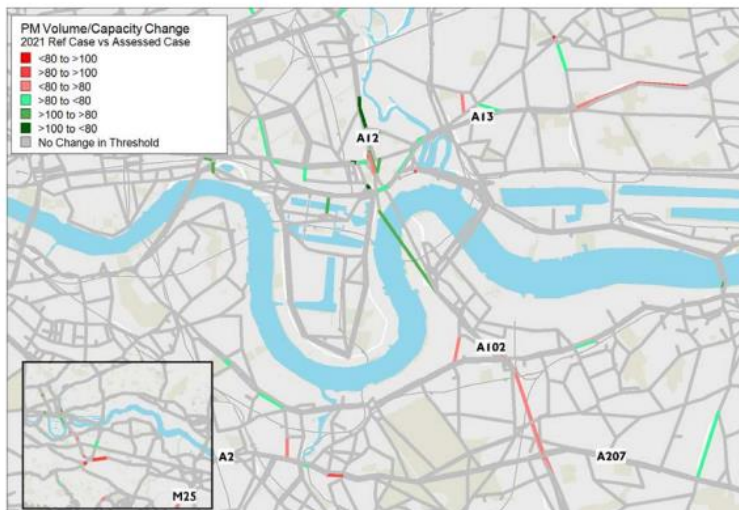 PM Volume/Capacity Change
2021 Ref Case vs Assessed Case
<80 to >100
>80 to >100
<80 to >80
>80 to <80
>100 to >80
>100 to <80
No Change in Threshold
A12
A13
A102
A2
A207
M25